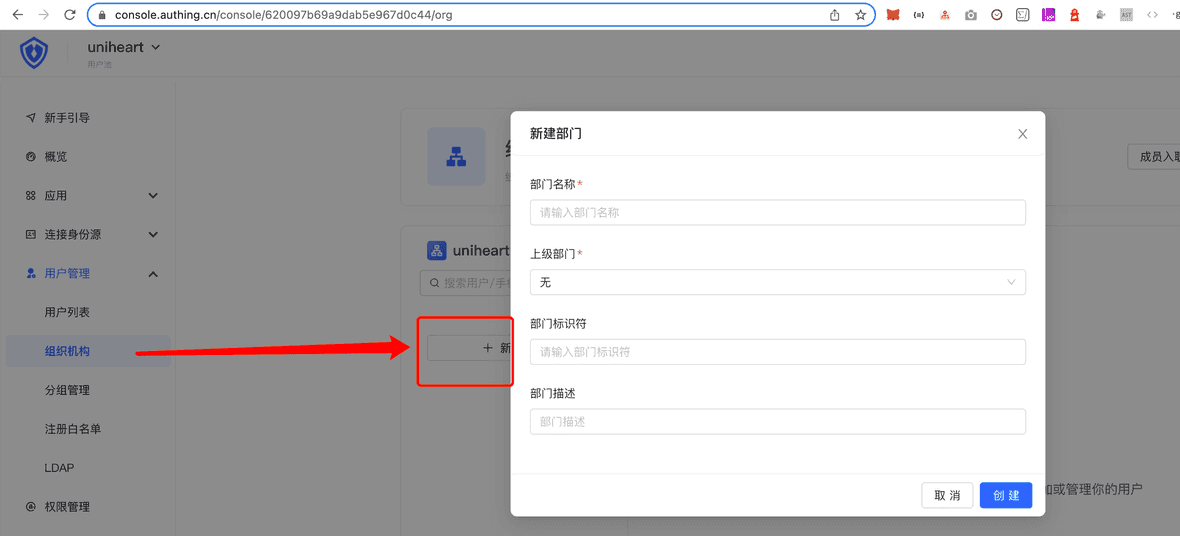 console.authing.cn/console/620097b69a9dab5e967d0c44/org
uniheart
用户池
新手引导
概览
应用
连接身份源
用户管理
用户列表
组织机构
分组管理
注册白名单
LDAP
权限管理
成员入职
uniheart
搜索用户/手
+ 新
新建部门
部门名称*
请输入部门名称
上级部门*
无
部门标识符
请输入部门标识符
部门描述
部门描述
取 消
创 建
加或管理你的用户